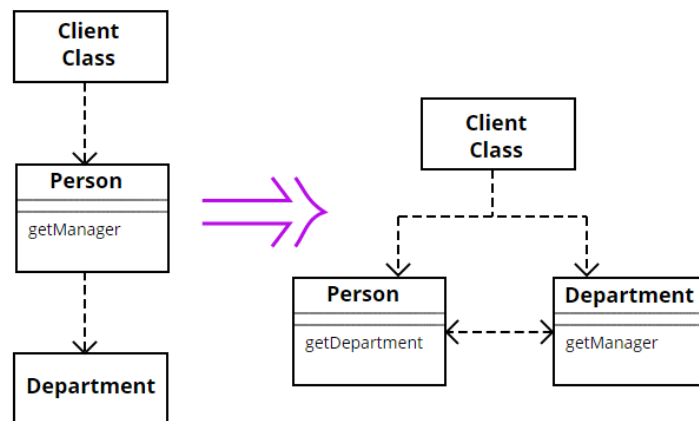 Client
Class
Person
getManager
Department
Client
Class
Person
getDepartment
Department
getManager